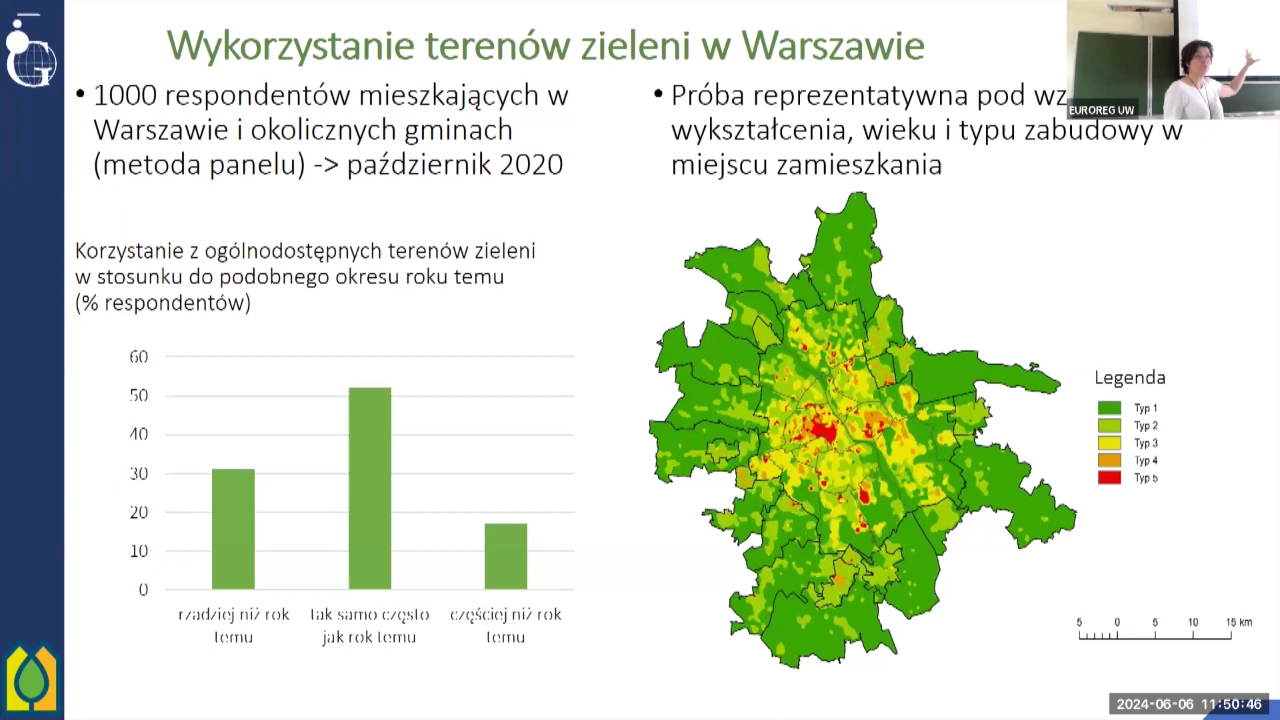 Wykorzystanie terenów zieleni w Warszawie
• 1000 respondentów mieszkających w
Warszawie i okolicznych gminach
(metoda panelu) -> październik 2020
• Próba reprezentatywna pod
wykształcenia, wieku i typu zabudowy w
miejscu zamieszkania
EUROREG UW
Korzystanie z ogólnodostępnych terenów zieleni
w stosunku do podobnego okresu roku temu
(% respondentów)
60
50
40
30
20
10
0
rzadziej niż rok
temu
tak samo często
jak rok temu
częściej niż rok
temu
Legenda
Typ 1
Typ 2
Typ 3
Typ 4
Typ 5
5 0 5 10 15 km
2024-06-06 11:50:46